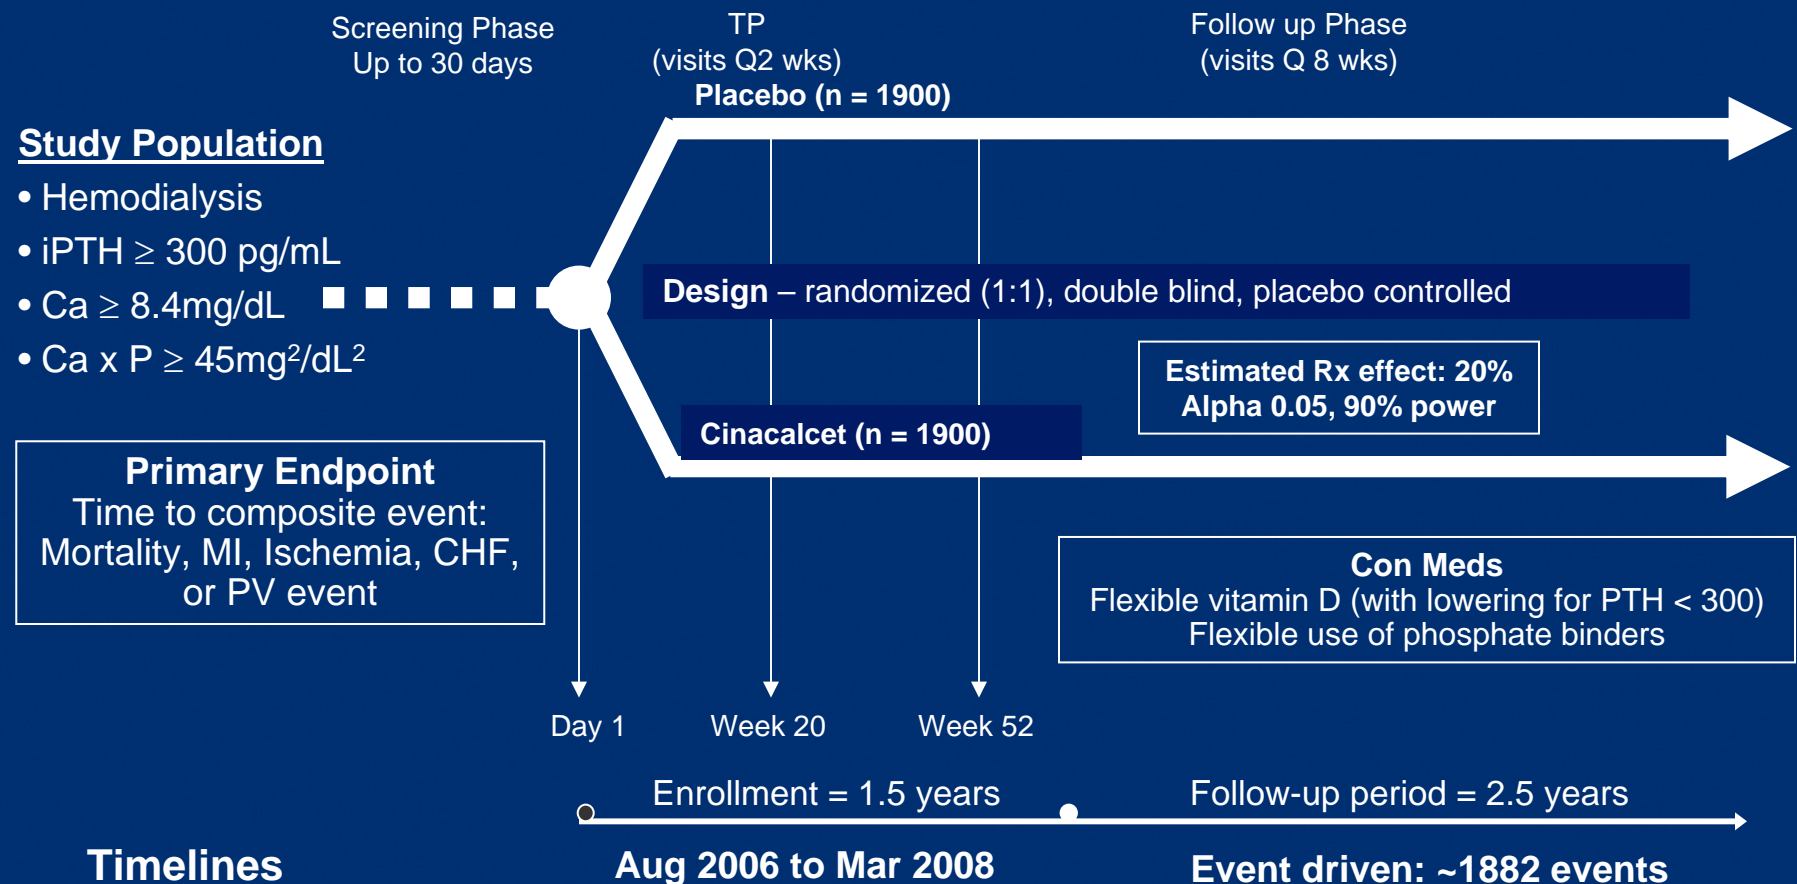 Screening Phase
Up to 30 days
TP
(visits Q2 wks)
Follow up Phase
(visits Q 8 wks)
Placebo (n = 1900)
Study Population
• Hemodialysis
• iPTH ≥ 300 pg/mL
• Ca ≥ 8.4mg/dL
• Ca x P ≥ 45mg²/dL²
Design – randomized (1:1), double blind, placebo controlled
Estimated Rx effect: 20%
Alpha 0.05, 90% power
Cinacalcet (n = 1900)
Primary Endpoint
Time to composite event:
Mortality, MI, Ischemia, CHF,
or PV event
Con Meds
Flexible vitamin D (with lowering for PTH < 300)
Flexible use of phosphate binders
Day 1
Week 20
Week 52
Enrollment = 1.5 years
Follow-up period = 2.5 years
Timelines
Aug 2006 to Mar 2008
Event driven: ~1882 events